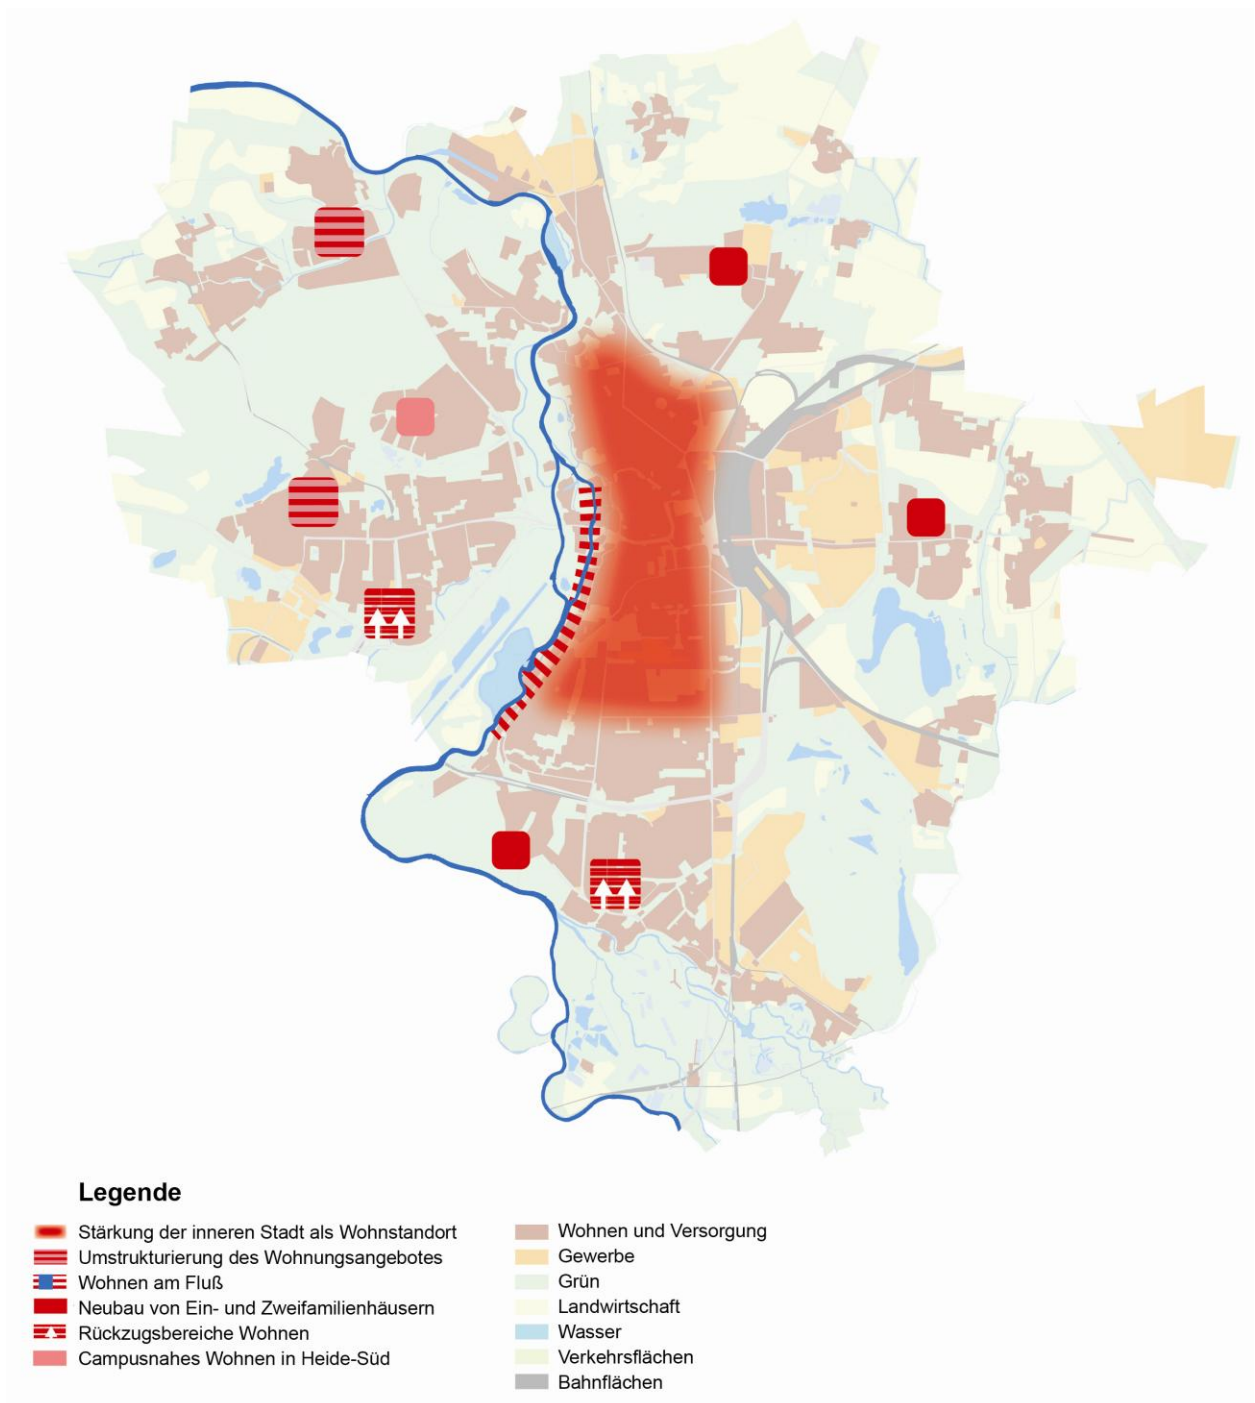 Legende
Stärkung der inneren Stadt als Wohnstandort
Umstrukturierung des Wohnungsangebotes
Wohnen am Fluß
Neubau von Ein- und Zweifamilienhäusern
Rückzugsbereiche Wohnen
Campusnahes Wohnen in Heide-Süd
Wohnen und Versorgung
Gewerbe
Grün
Landwirtschaft
Wasser
Verkehrsflächen
Bahnflächen